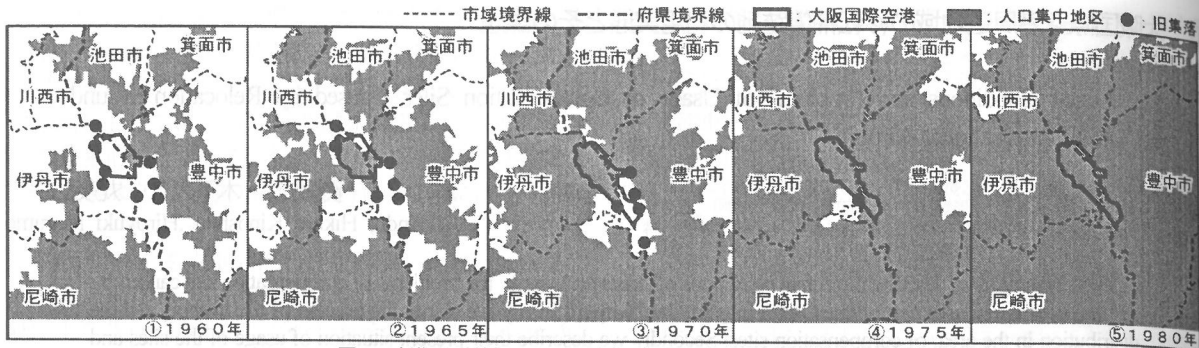 市域境界線 府県境界線 :大阪国際空港 :人口集中地区 :旧集落
池田市 箕面市
川西市
伊丹市 豊中市
尼崎市
①1960年
池田市 箕面市
川西市
伊丹市 豊中市
尼崎市
②1965年
池田市 箕面市
川西市
伊丹市 豊中市
尼崎市
③1970年
池田市 箕面市
川西市
伊丹市 豊中市
尼崎市
④1975年
池田市 箕面市
川西市
伊丹市 豊中市
尼崎市
⑤1980年